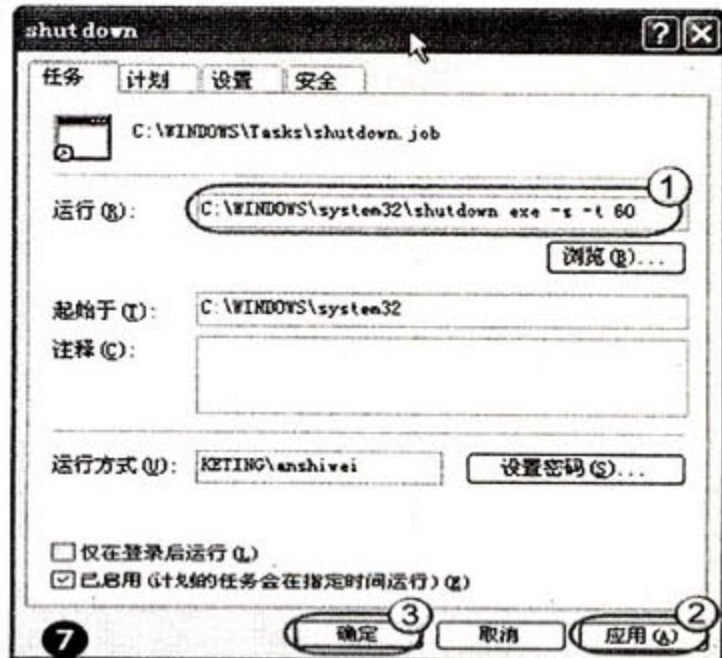 shutdown
任务 计划 设置 安全
C:\WINDOWS\Tasks\shutdown.job
①
运行(R): C:\WINDOWS\system32\shutdown exe -s -t 60
浏览(B)...
起始于(T): C:\WINDOWS\system32
注释(C):
运行方式(U): KETING\anshiwei 设置密码(S)...
仅在登录后运行(L)
已启用(计划的任务会在指定时间运行)(E)
③ ②
7 确定 取消 应用(A)